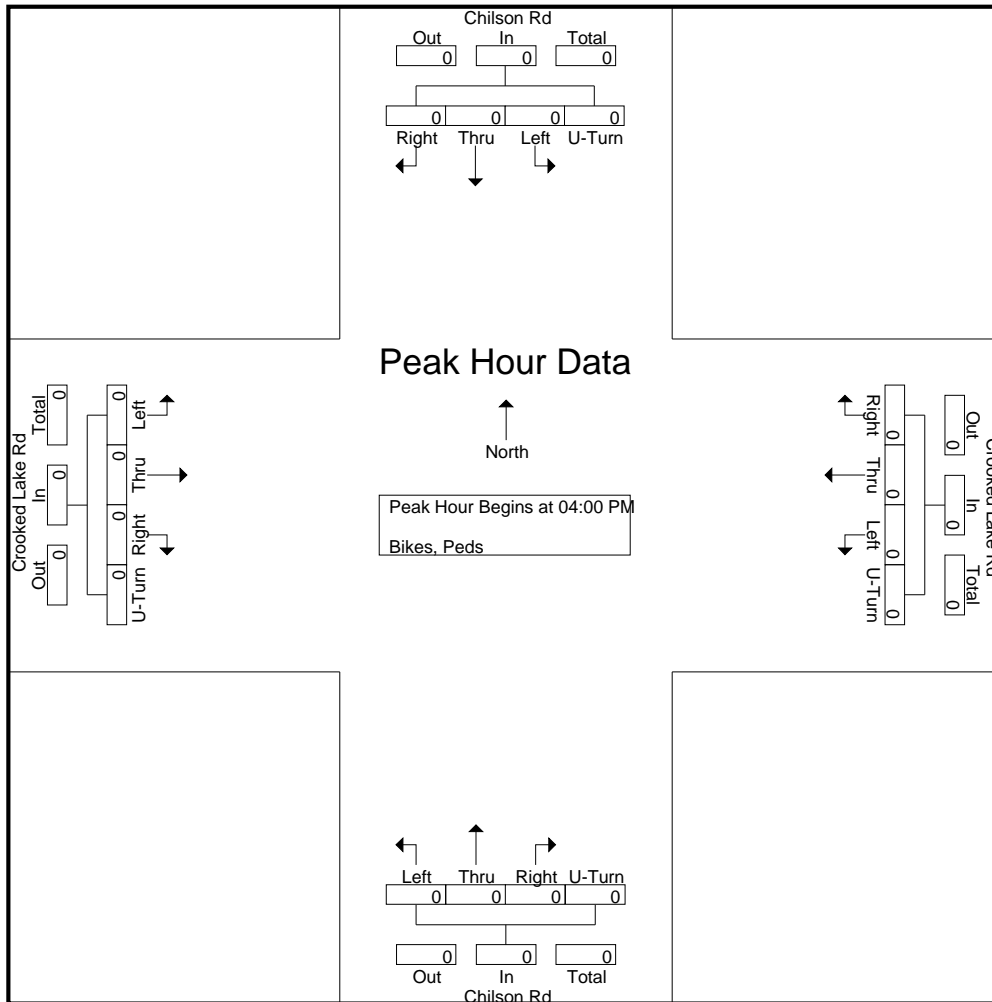 Chilson Rd
Out In Total
0 0 0
0 0 0 0
Right Thru Left U-Turn
Peak Hour Data
North
Peak Hour Begins at 04:00 PM
Bikes, Peds
Crooked Lake Rd
Out In Total
0 0 0
0 0 0 0
U-Turn Right Thru Left
Crooked Lake Rd
Out In Total
0 0 0
0 0 0 0
Right Thru Left U-Turn
Left Thru Right U-Turn
0 0 0 0
0 0 0
Out In Total
Chilson Rd